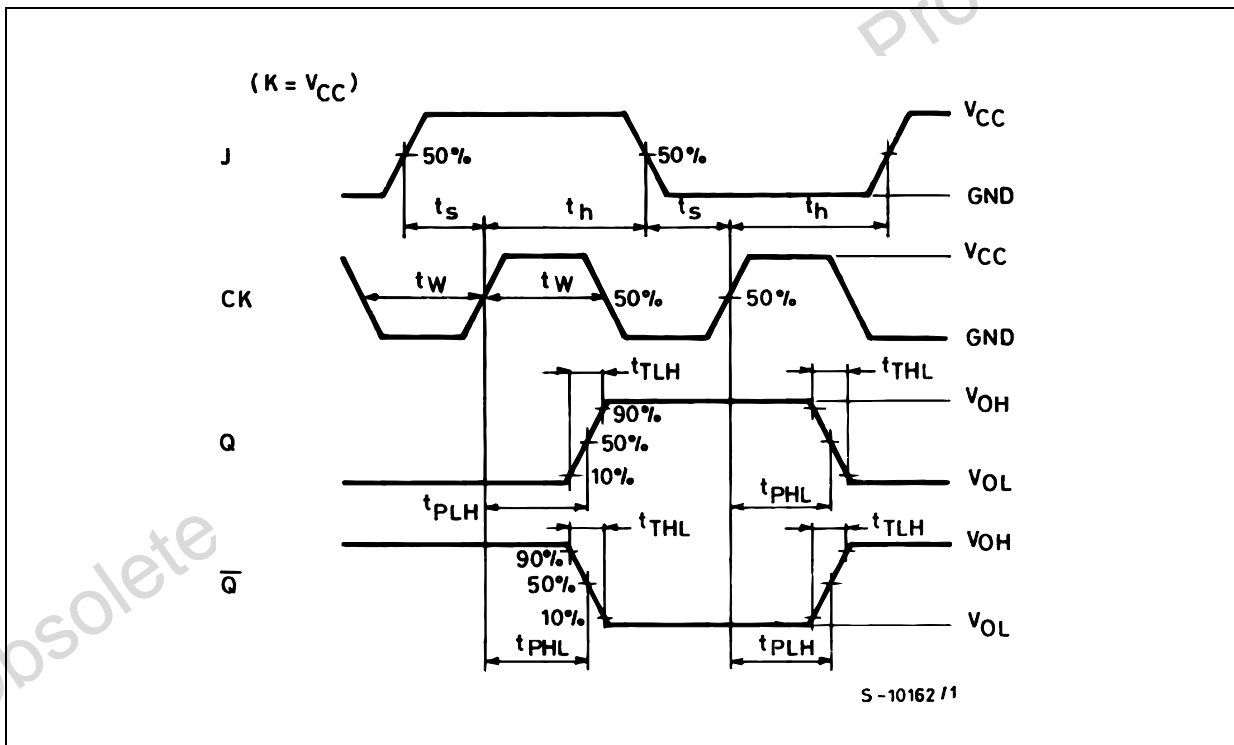 Pro
(K = VCC)
J
50%
50%
VCC
GND
ts
th
ts
th
CK
tW
tW
50%
50%
VCC
GND
tTLH
tTHL
Q
90%
50%
10%
VOH
VOL
tPLH
tPHL
tTHL
tTLH
Q̅
90%
50%
10%
VOH
VOL
tPHL
tPLH
S-10162/1
bsolete